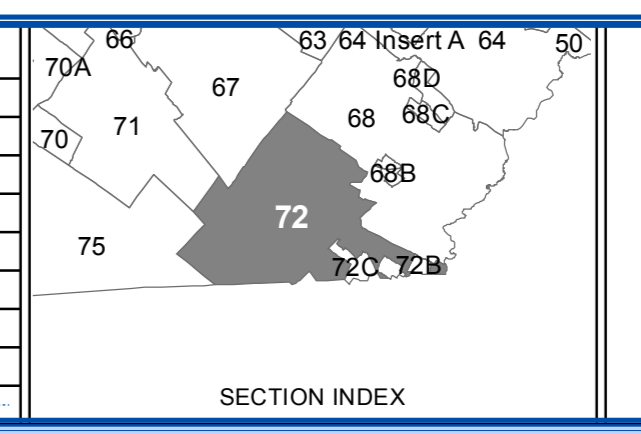 66 63 64 Insert A 64 50
70A 67 68D
70 71 68 68C
68B
72
75 72C 72B
SECTION INDEX